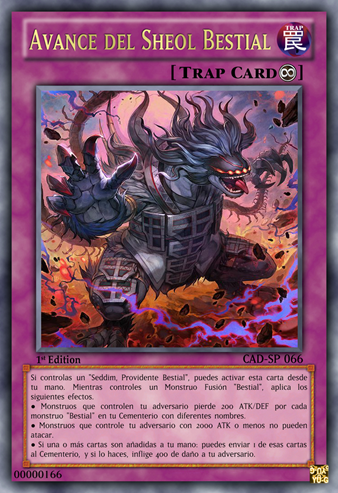 AVANCE DEL SHEOL BESTIAL
TRAP
罠
[TRAP CARD]
1st Edition
CAD-SP 066
Si controlas un "Seddim, Providente Bestial", puedes activar esta carta desde
tu mano. Mientras controles un Monstruo Fusión "Bestial", aplica los
siguientes efectos.
● Monstruos que controlen tu adversario pierde 200 ATK/DEF por cada
monstruo "Bestial" en tu Cementerio con diferentes nombres.
● Monstruos que controle tu adversario con 2000 ATK o menos no pueden
atacar.
● Si una o más cartas son añadidas a tu mano: puedes enviar 1 de esas cartas
al Cementerio, y si lo haces, inflige 400 de daño a tu adversario.
00000166